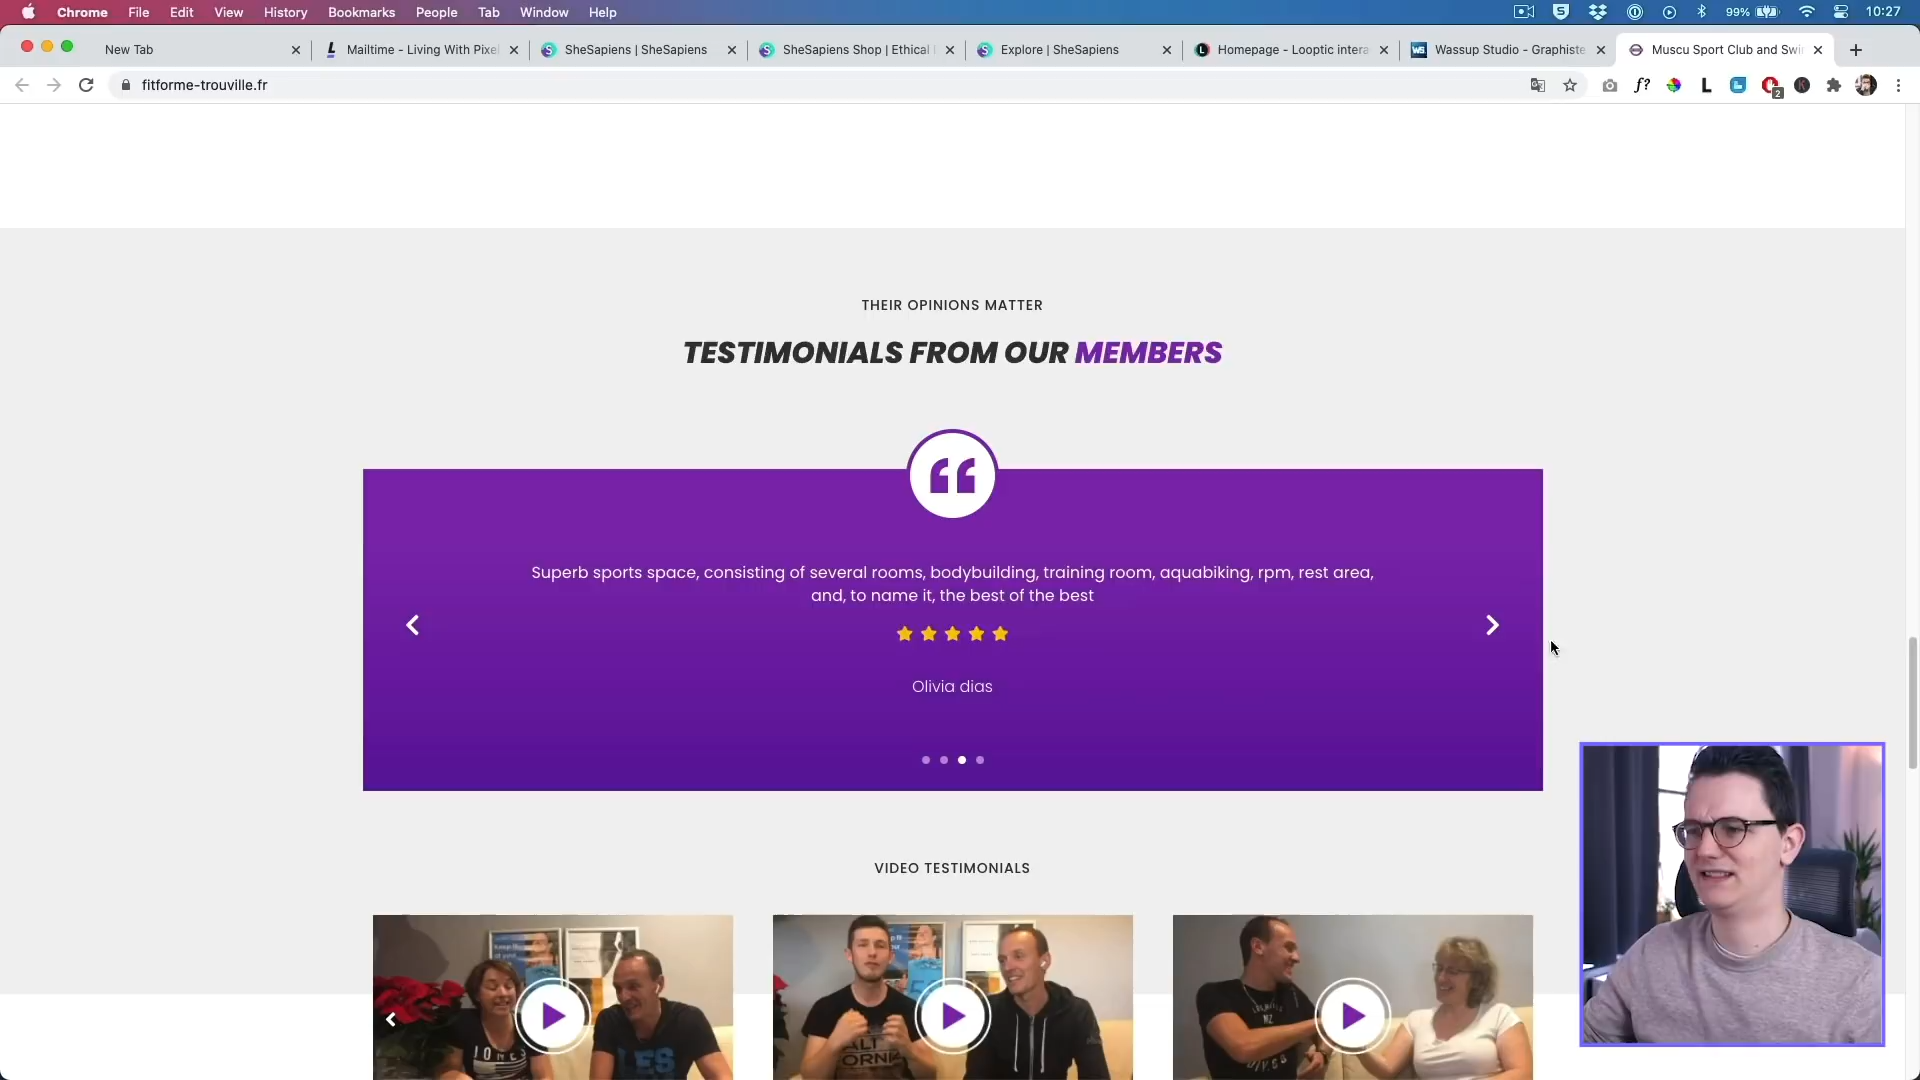 Chrome File Edit View History Bookmarks People Tab Window Help 99% 10:27
New Tab Mailtime - Living With Pixel SheSapiens | SheSapiens SheSapiens Shop | Ethical Explore | SheSapiens Homepage - Looptic intera Wassup Studio - Graphiste Muscu Sport Club and Swi
fitforme-trouville.fr
THEIR OPINIONS MATTER
TESTIMONIALS FROM OUR MEMBERS
Superb sports space, consisting of several rooms, bodybuilding, training room, aquabiking, rpm, rest area,
and, to name it, the best of the best
Olivia dias
VIDEO TESTIMONIALS